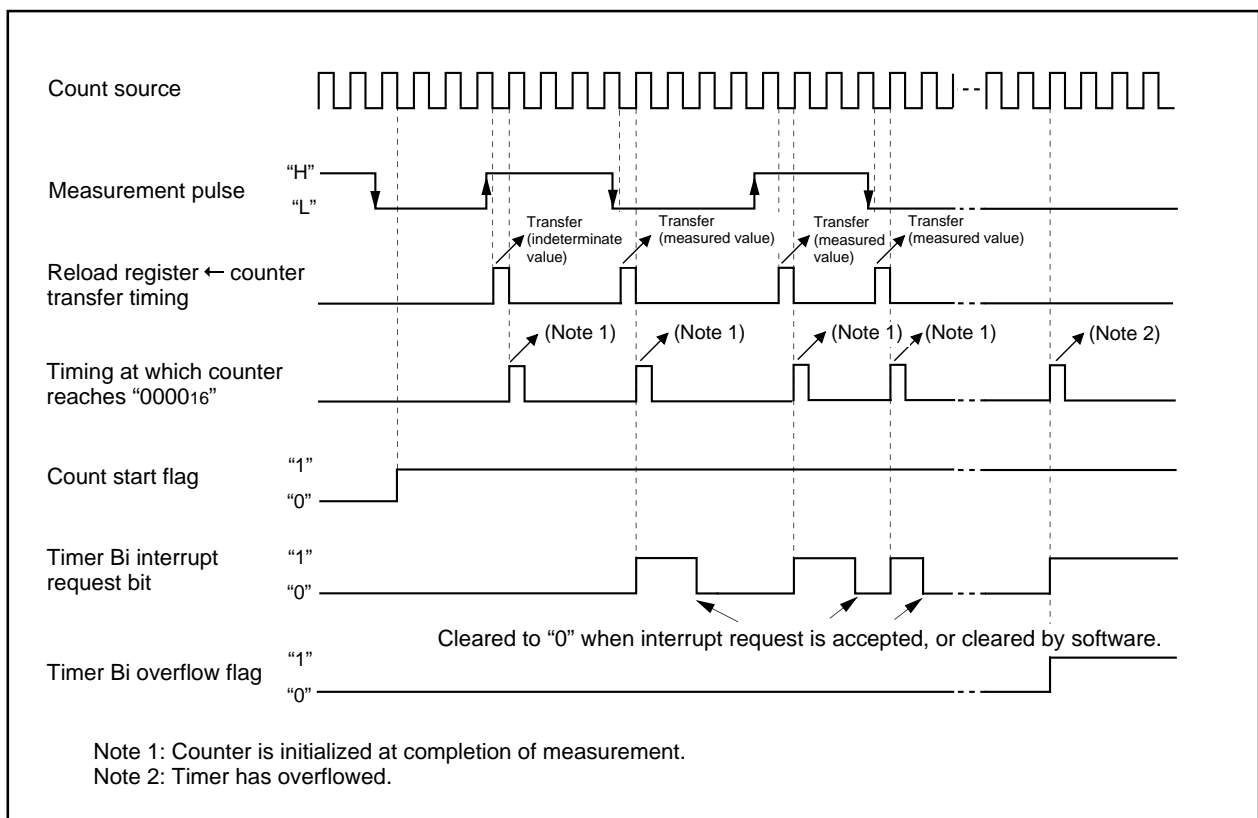 Count source
“H”
Measurement pulse
“L”
Transfer
(indeterminate
value)
Transfer
(measured value)
Transfer
(measured
value)
Transfer
(measured value)
Reload register ← counter
transfer timing
(Note 1)
(Note 1)
(Note 1)
(Note 1)
(Note 2)
Timing at which counter
reaches “000016”
“1”
Count start flag
“0”
Timer Bi interrupt
request bit
“1”
“0”
Cleared to “0” when interrupt request is accepted, or cleared by software.
“1”
Timer Bi overflow flag
“0”
Note 1: Counter is initialized at completion of measurement.
Note 2: Timer has overflowed.